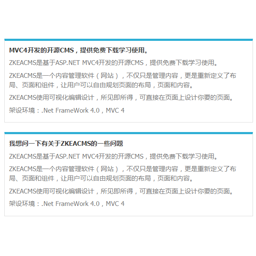 MVC4开发的开源CMS，提供免费下载学习使用。
ZKEACMS是基于ASP.NET MVC4开发的开源CMS，提供免费下载学习使用。
ZKEACMS是一个内容管理软件（网站），不仅只是管理内容，更是重新定义了布
局、页面和组件，让用户可以自由规划页面的布局，页面和内容。
ZKEACMS使用可视化编辑设计，所见即所得，可直接在页面上设计你要的页面。
架设环境：.Net FrameWork 4.0，MVC 4
我想问一下有关于ZKEACMS的一些问题
ZKEACMS是基于ASP.NET MVC4开发的开源CMS，提供免费下载学习使用。
ZKEACMS是一个内容管理软件（网站），不仅只是管理内容，更是重新定义了布
局、页面和组件，让用户可以自由规划页面的布局，页面和内容。
ZKEACMS使用可视化编辑设计，所见即所得，可直接在页面上设计你要的页面。
架设环境：.Net FrameWork 4.0，MVC 4